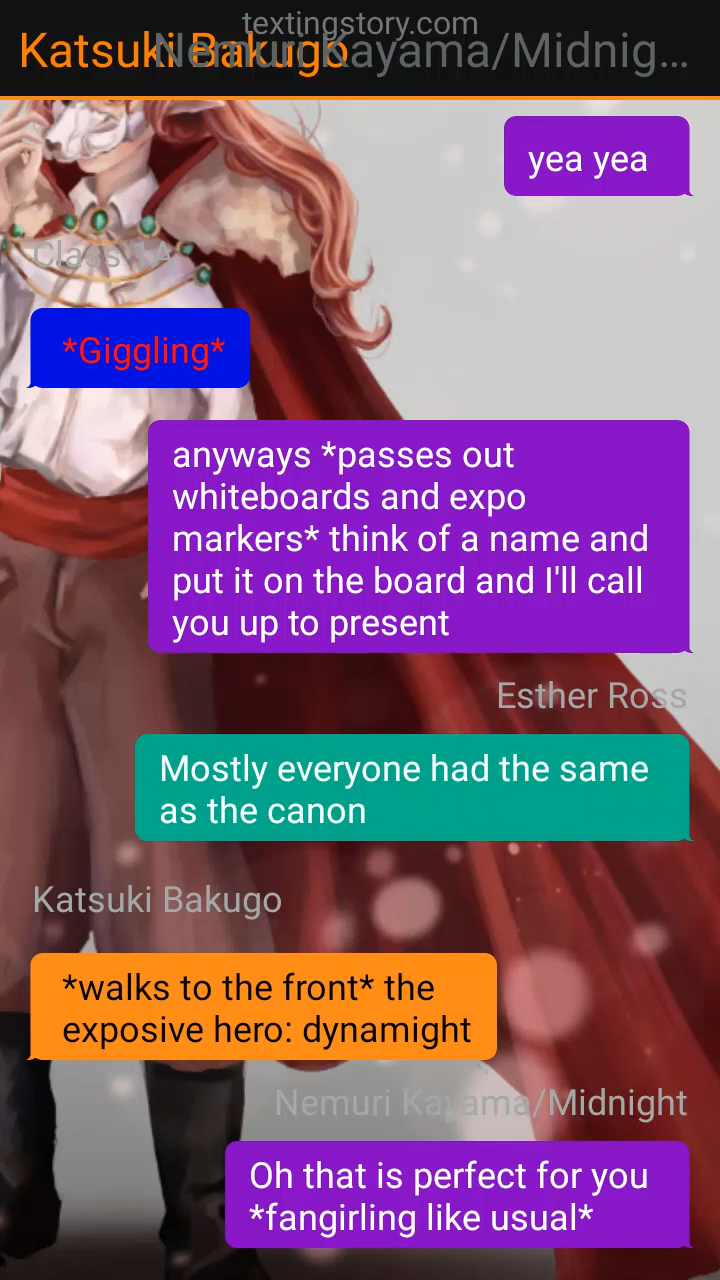 textingstory.com
Katsuki Bakugo
Nemuri Kayama/Midnig...
yea yea
Class 1A
*Giggling*
anyways *passes out
whiteboards and expo
markers* think of a name and
put it on the board and I'll call
you up to present
Esther Ross
Mostly everyone had the same
as the canon
Katsuki Bakugo
*walks to the front* the
exposive hero: dynamight
Nemuri Kayama/Midnight
Oh that is perfect for you
*fangirling like usual*